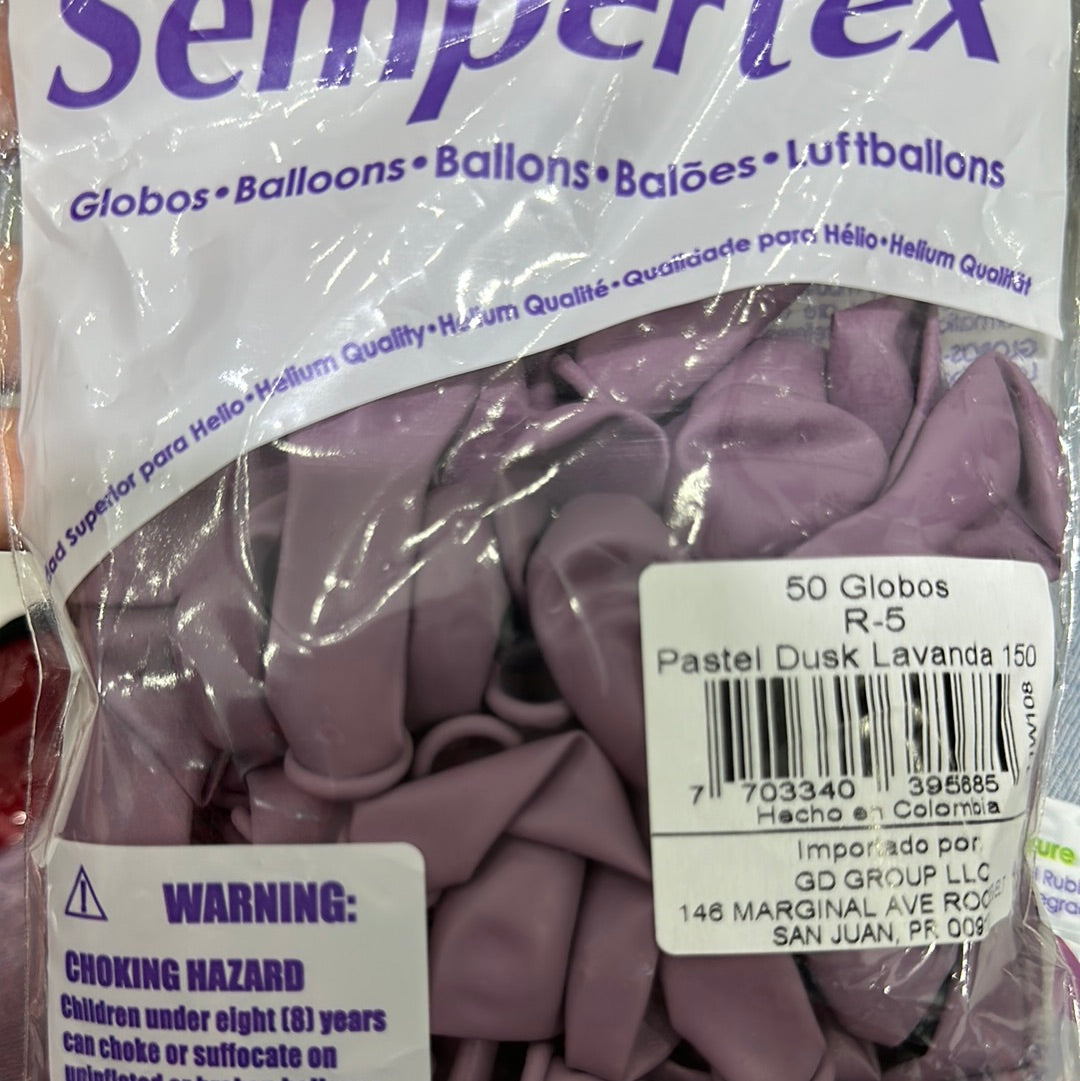 Sempertex
Globos•Balloons•Ballons•Balões•Luftballons
Superior para Helio•Helium Quality•Helium Qualité•Qualidade para Hélio•Helium Qualität
50 Globos
R-5
Pastel Dusk Lavanda 150
7 703340 395685
Hecho en Colombia
Importado por
GD GROUP LLC
146 MARGINAL AVE
SAN JUAN, PR
WARNING:
CHOKING HAZARD
Children under eight (8) years
can choke or suffocate on